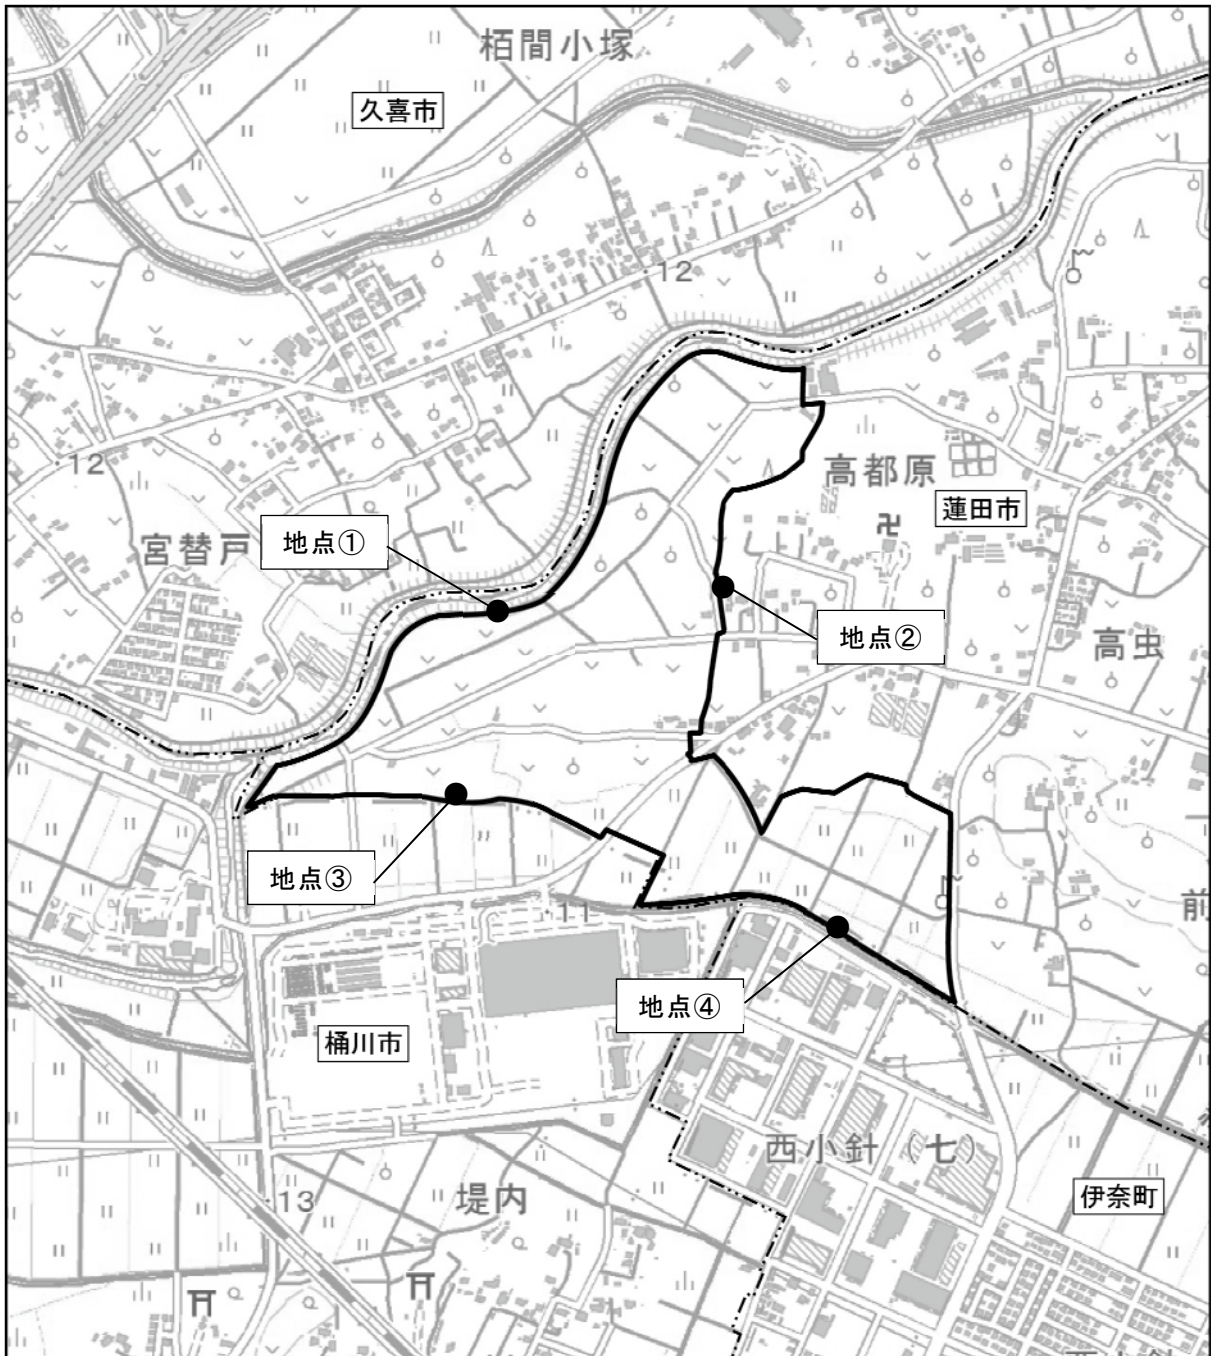 栢間小塚
久喜市
12
12
高都原
蓮田市
地点①
宮替戸
地点②
高虫
地点③
前
11
地点④
桶川市
西小針(七)
堤内
13
伊奈町